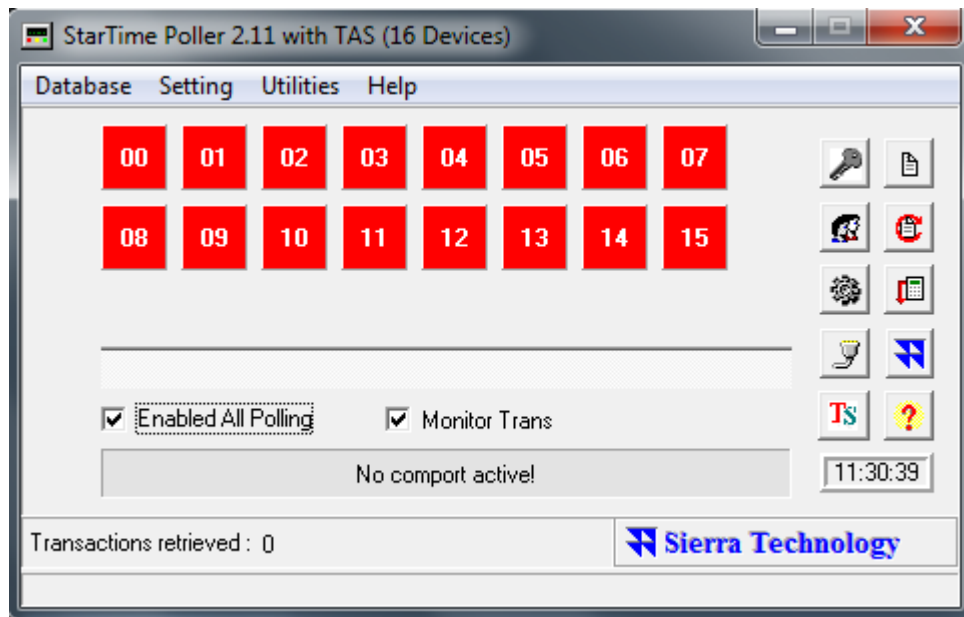 StarTime Poller 2.11 with TAS (16 Devices)
Database Setting Utilities Help
00 01 02 03 04 05 06 07
08 09 10 11 12 13 14 15
Enabled All Polling Monitor Trans
TS ?
No comport active! 11:30:39
Transactions retrieved : 0 Sierra Technology